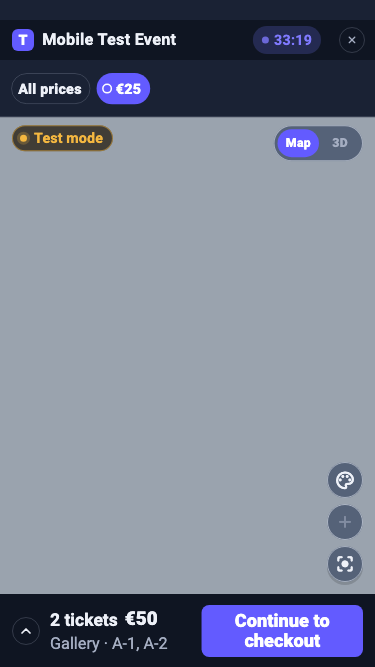 T Mobile Test Event 33:19
All prices €25
Test mode
Map 3D
2 tickets €50
Gallery · A-1, A-2
Continue to
checkout